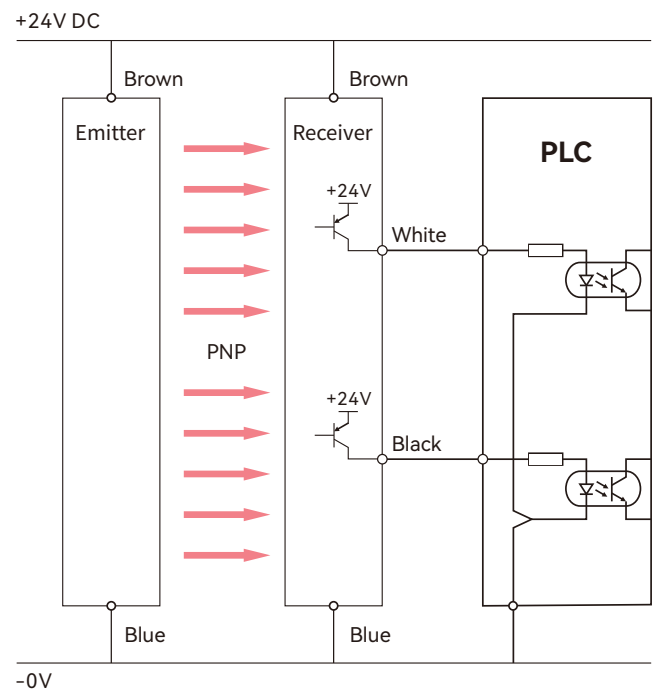 +24V DC
Brown
Brown
Emitter
Receiver
PLC
+24V
White
PNP
+24V
Black
Blue
Blue
-0V